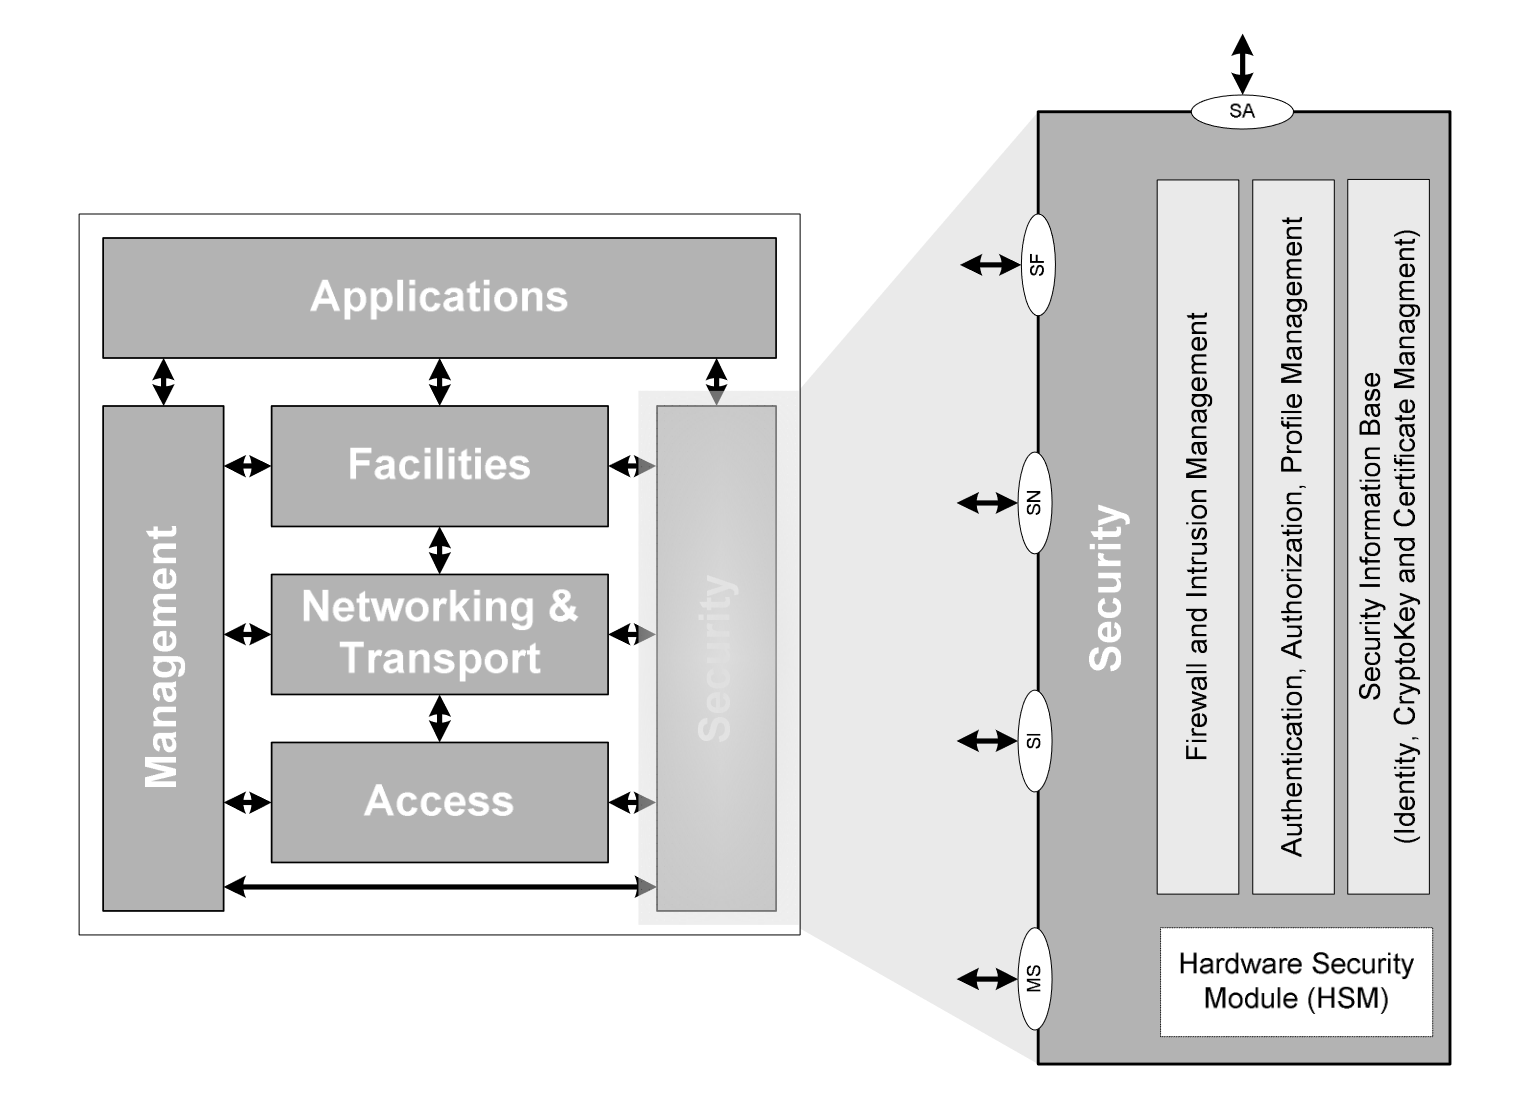 Applications
Facilities
Networking &
Transport
Access
Management
Security
SA
SF
SN
SI
MS
Security
Firewall and Intrusion Management
Authentication, Authorization, Profile Management
Security Information Base
(Identity, CryptoKey and Certificate Managment)
Hardware Security
Module (HSM)